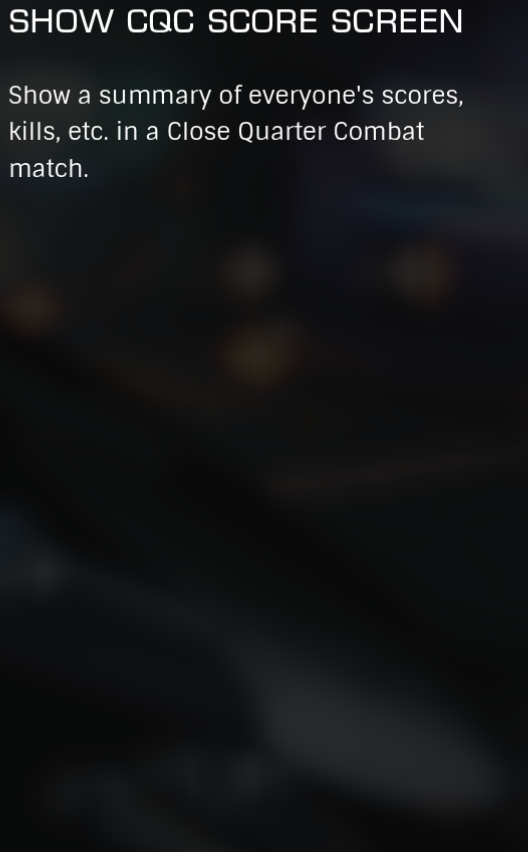 SHOW CQC SCORE SCREEN
Show a summary of everyone's scores,
kills, etc. in a Close Quarter Combat
match.